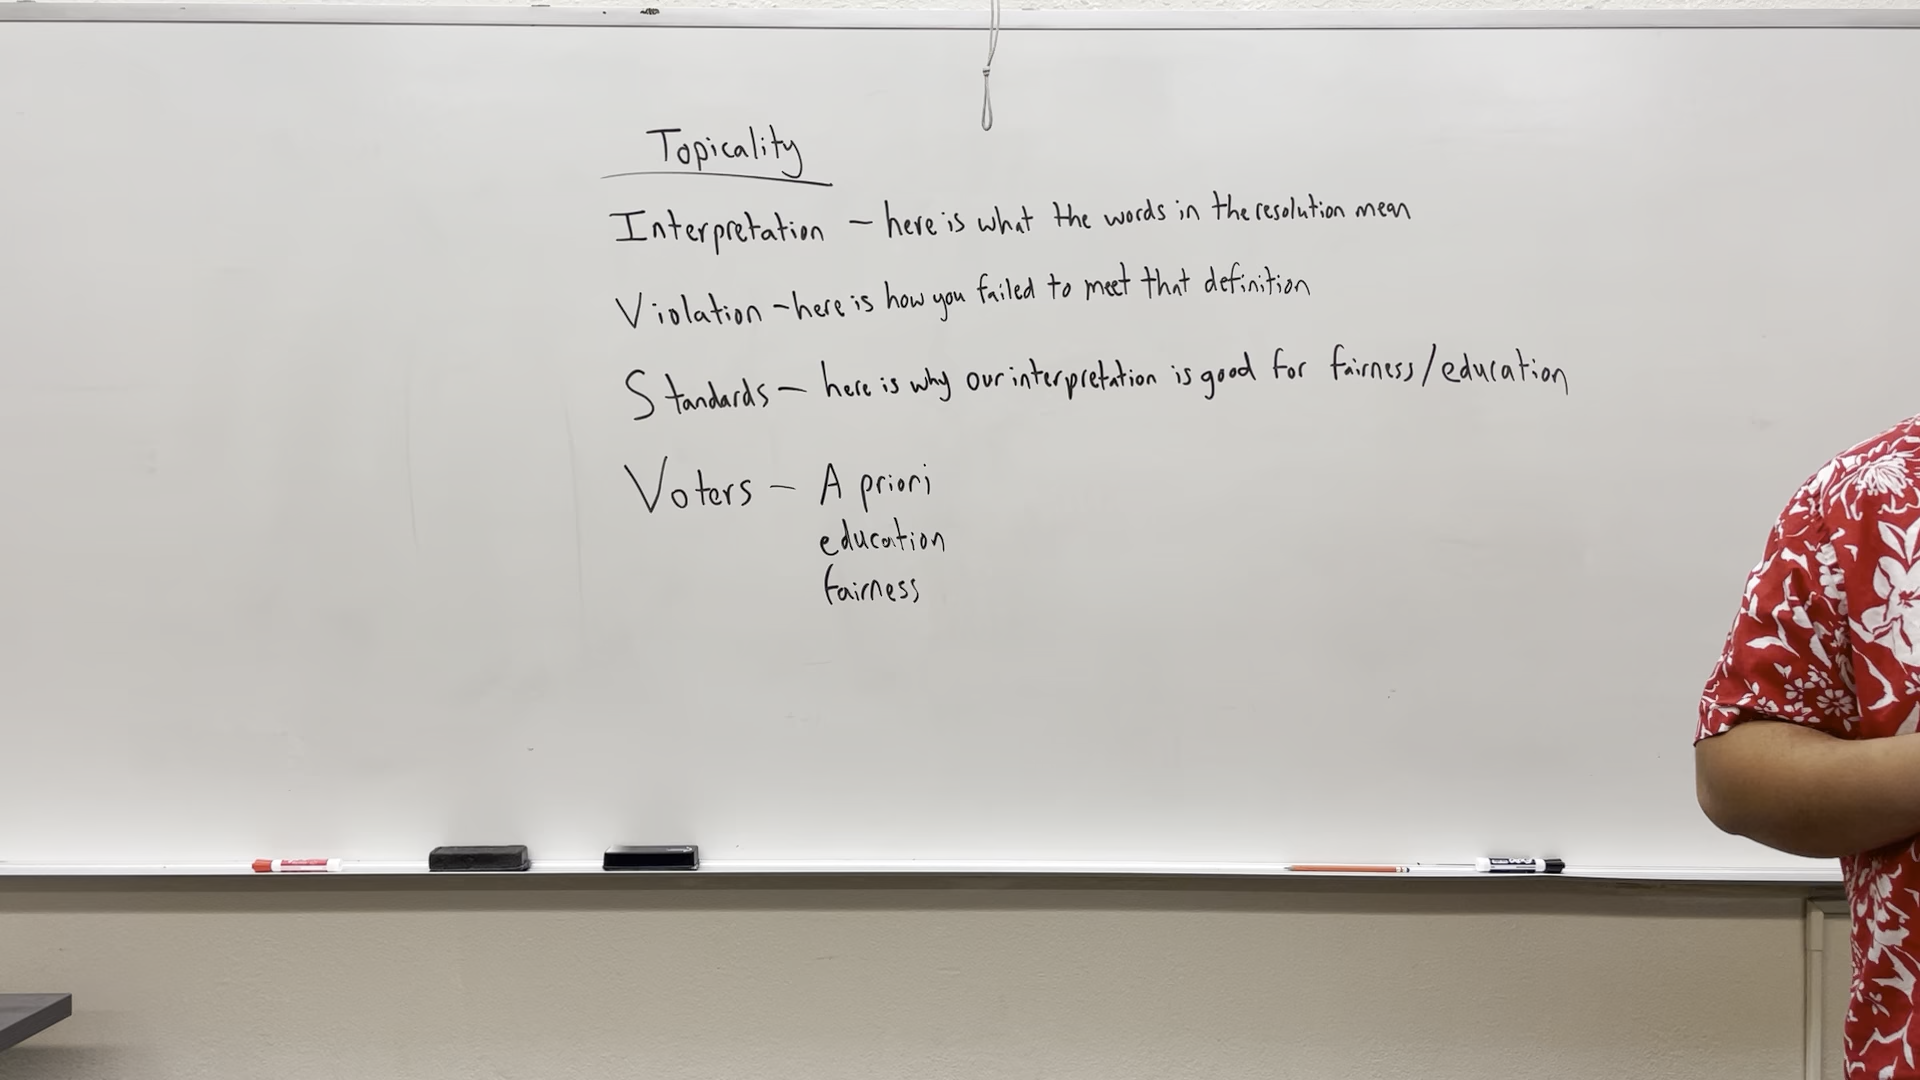 Topicality
Interpretation – here is what the words in the resolution mean
Violation – here is how you failed to meet that definition
Standards – here is why our interpretation is good for fairness/education
Voters – A priori
education
fairness